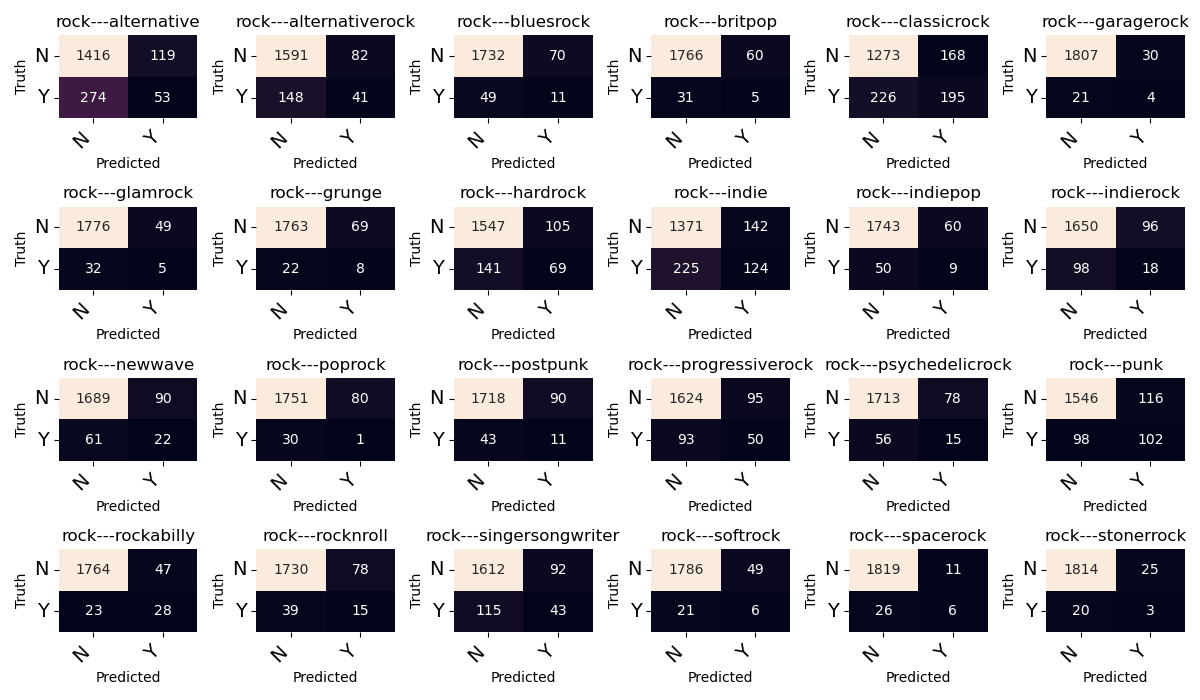 rock---alternative rock---alternativerock rock---bluesrock rock---britpop rock---classicrock rock---garagerock
Truth N 1416 119 Truth N 1591 82 Truth N 1732 70 Truth N 1766 60 Truth N 1273 168 Truth N 1807 30
Y 274 53 Y 148 41 Y 49 11 Y 31 5 Y 226 195 Y 21 4
N Y N Y N Y N Y N Y N Y
Predicted Predicted Predicted Predicted Predicted Predicted
rock---glamrock rock---grunge rock---hardrock rock---indie rock---indiepop rock---indierock
Truth N 1776 49 Truth N 1763 69 Truth N 1547 105 Truth N 1371 142 Truth N 1743 60 Truth N 1650 96
Y 32 5 Y 22 8 Y 141 69 Y 225 124 Y 50 9 Y 98 18
N Y N Y N Y N Y N Y N Y
Predicted Predicted Predicted Predicted Predicted Predicted
rock---newwave rock---poprock rock---postpunk rock---progressiverock rock---psychedelicrock rock---punk
Truth N 1689 90 Truth N 1751 80 Truth N 1718 90 Truth N 1624 95 Truth N 1713 78 Truth N 1546 116
Y 61 22 Y 30 1 Y 43 11 Y 93 50 Y 56 15 Y 98 102
N Y N Y N Y N Y N Y N Y
Predicted Predicted Predicted Predicted Predicted Predicted
rock---rockabilly rock---rocknroll rock---singersongwriter rock---softrock rock---spacerock rock---stonerrock
Truth N 1764 47 Truth N 1730 78 Truth N 1612 92 Truth N 1786 49 Truth N 1819 11 Truth N 1814 25
Y 23 28 Y 39 15 Y 115 43 Y 21 6 Y 26 6 Y 20 3
N Y N Y N Y N Y N Y N Y
Predicted Predicted Predicted Predicted Predicted Predicted